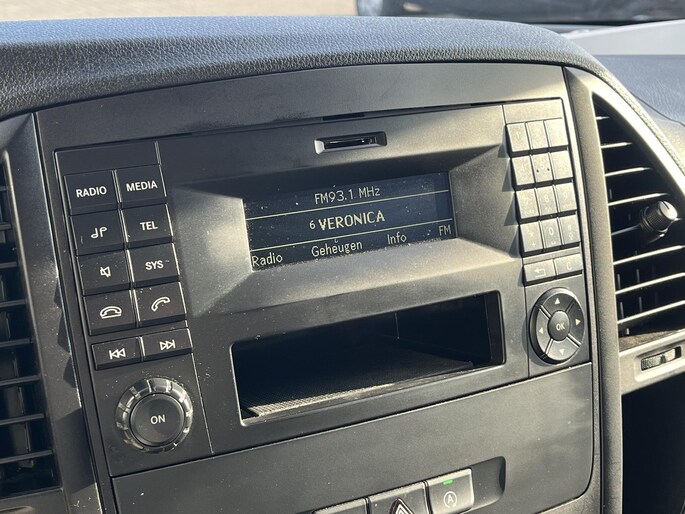 FM93.1 MHz
6 VERONICA
Radio Geheugen Info FM
RADIO MEDIA
TEL
SYS
ON
OK
A